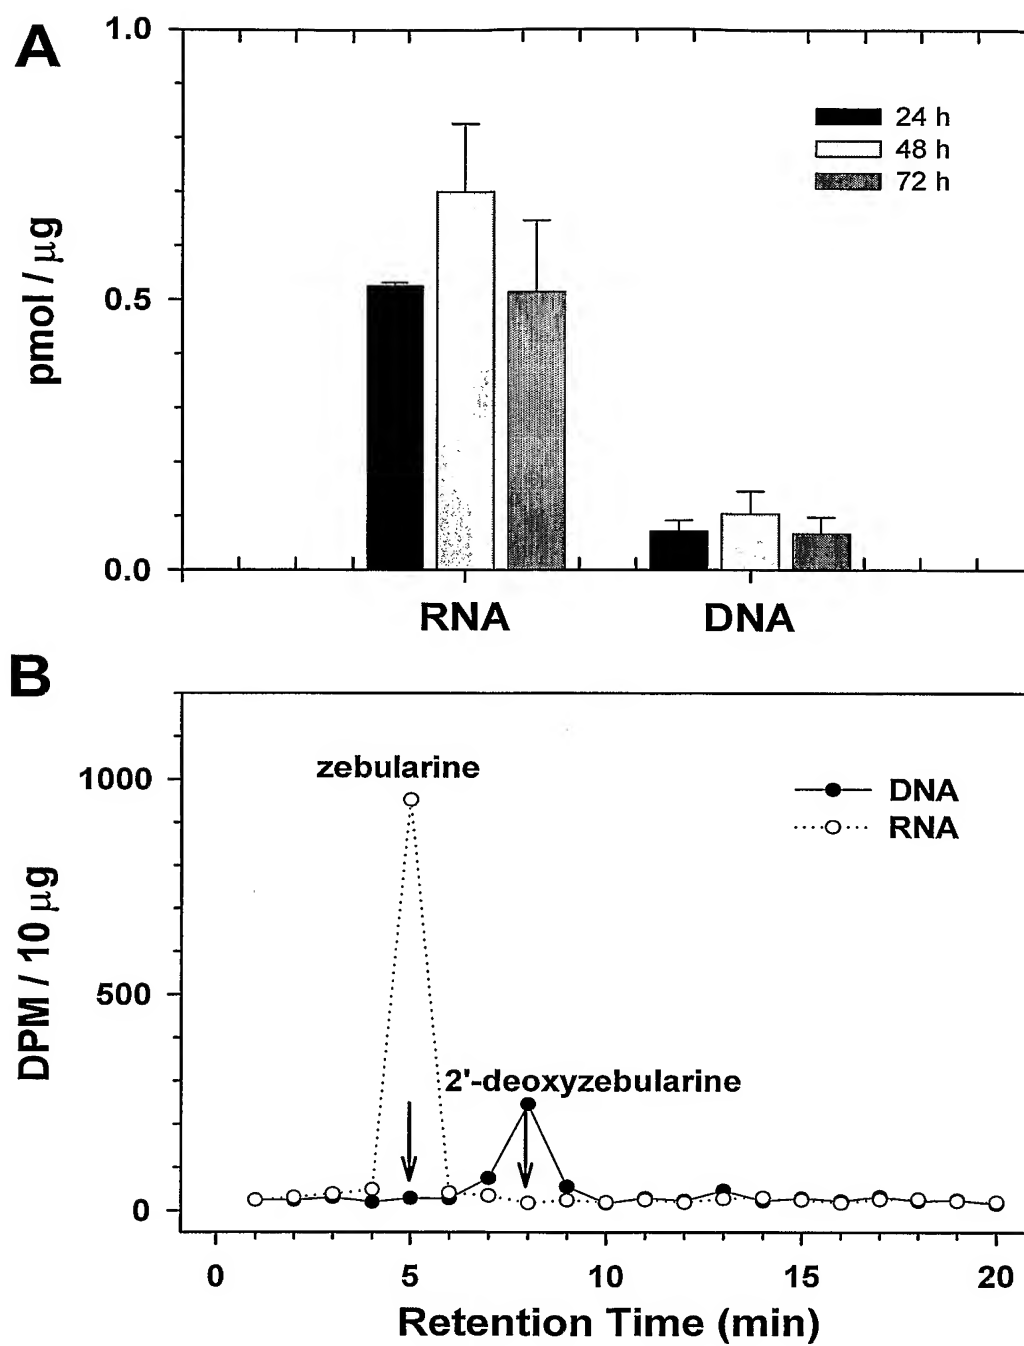 A
1.0
24 h
48 h
72 h
pmol / μg
0.5
0.0
RNA DNA
B
zebularine
1000
DNA
RNA
DPM / 10 μg
500
2'-deoxyzebularine
0
0 5 10 15 20
Retention Time (min)